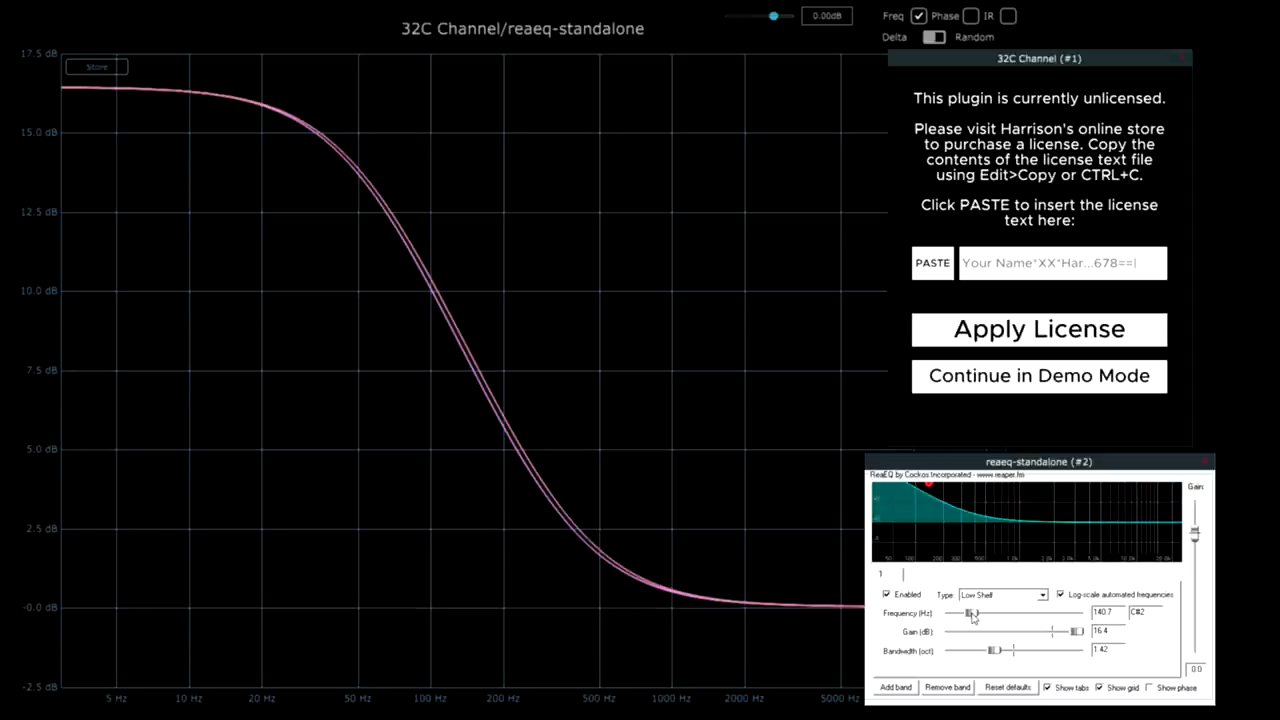 32C Channel/reaeq-standalone
0.00dB
Freq Phase IR
Delta Random
Store
17.5 dB
15.0 dB
12.5 dB
10.0 dB
7.5 dB
5.0 dB
2.5 dB
-0.0 dB
-2.5 dB
5 Hz 10 Hz 20 Hz 50 Hz 100 Hz 200 Hz 500 Hz 1000 Hz 2000 Hz 5000 Hz
32C Channel (#1)
This plugin is currently unlicensed.
Please visit Harrison's online store
to purchase a license. Copy the
contents of the license text file
using Edit>Copy or CTRL+C.
Click PASTE to insert the license
text here:
PASTE Your Name*XX*Har...678==
Apply License
Continue in Demo Mode
reaeq-standalone (#2)
ReaEQ by Cockos Incorporated - www.reaper.fm
Gain:
1
Enabled Type: Low Shelf Log-scale automated frequencies
Frequency (Hz): 140.7 C#2
Gain (dB): 16.4
Bandwidth (oct): 1.42
0.0
Add band Remove band Reset defaults Show tabs Show grid Show phase